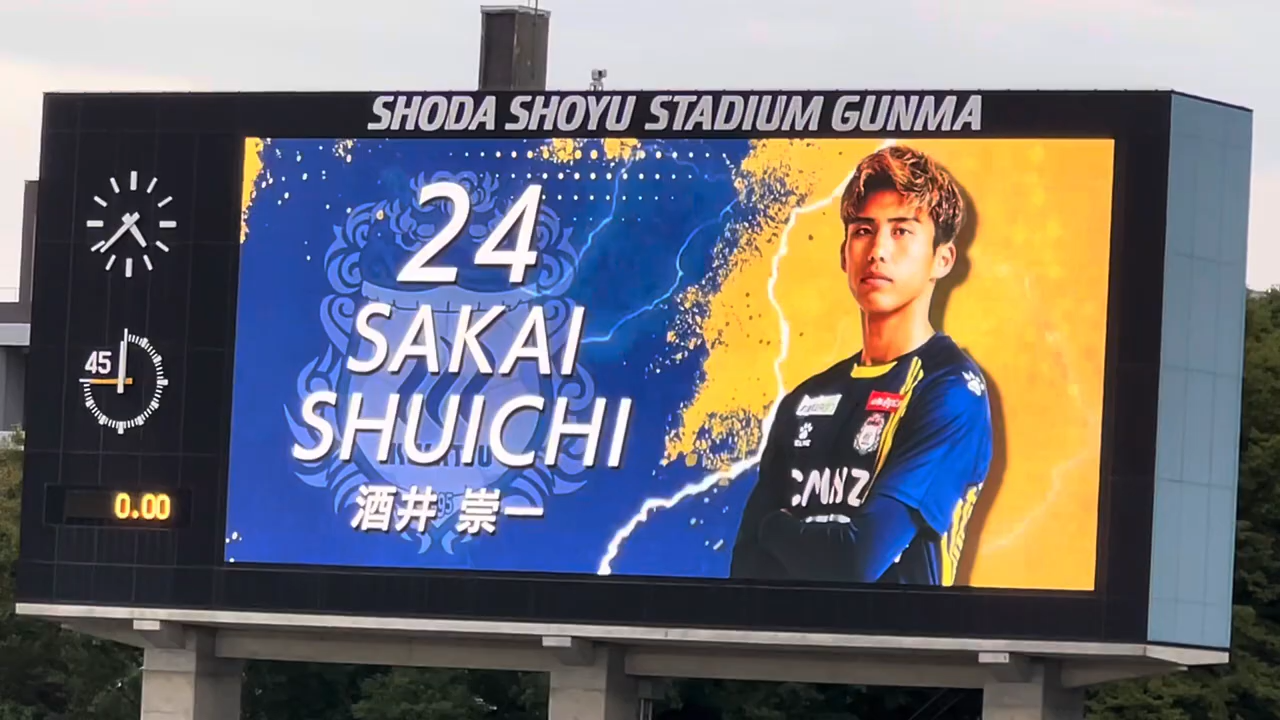 SHODA SHOYU STADIUM GUNMA
24
SAKAI
SHUICHI
酒井 崇一
45
0.00